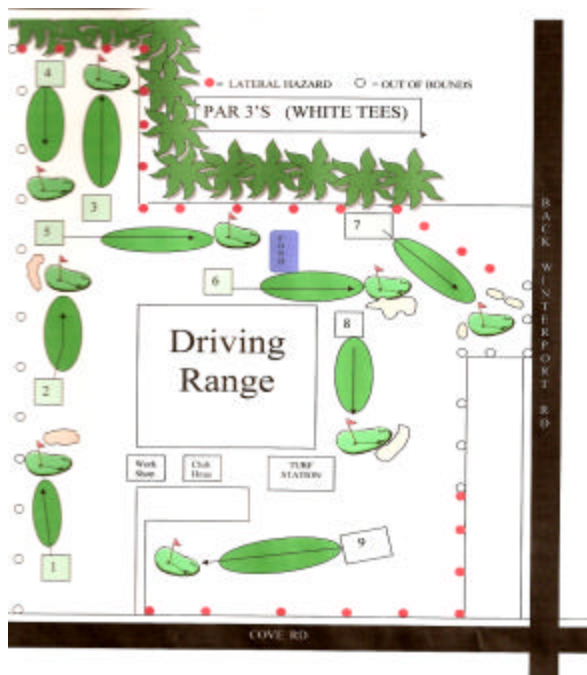 4
● = LATERAL HAZARD ○ = OUT OF BOUNDS
PAR 3'S (WHITE TEES)
3
7
5
6
BACK WINTERPORT RD
8
Driving
Range
2
Work
Shop
Club
House
TURF
STATION
9
1
COVE RD